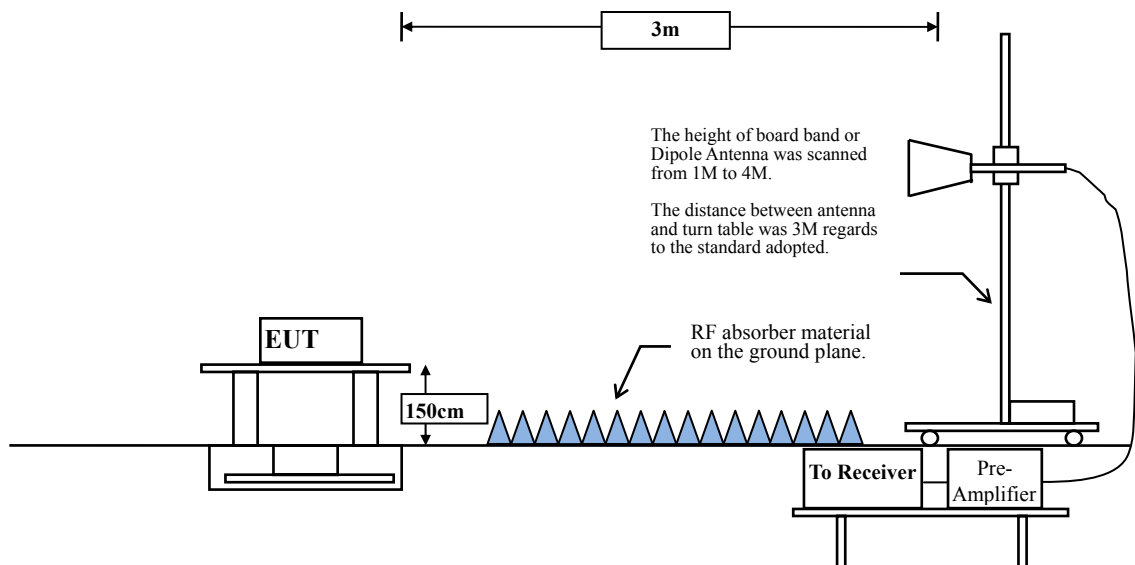 3m
The height of board band or
Dipole Antenna was scanned
from 1M to 4M.
The distance between antenna
and turn table was 3M regards
to the standard adopted.
EUT
RF absorber material
on the ground plane.
150cm
To Receiver
Pre-
Amplifier